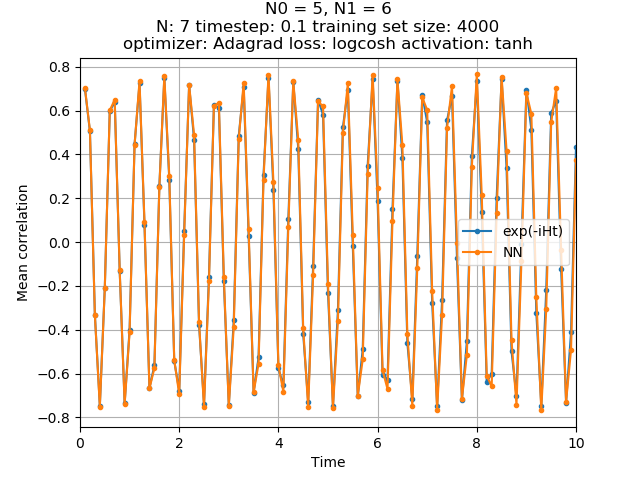 N0 = 5, N1 = 6
N: 7 timestep: 0.1 training set size: 4000
optimizer: Adagrad loss: logcosh activation: tanh
0.8
0.6
0.4
0.2
0.0
−0.2
−0.4
−0.6
−0.8
Mean correlation
exp(-iHt)
NN
0 2 4 6 8 10
Time